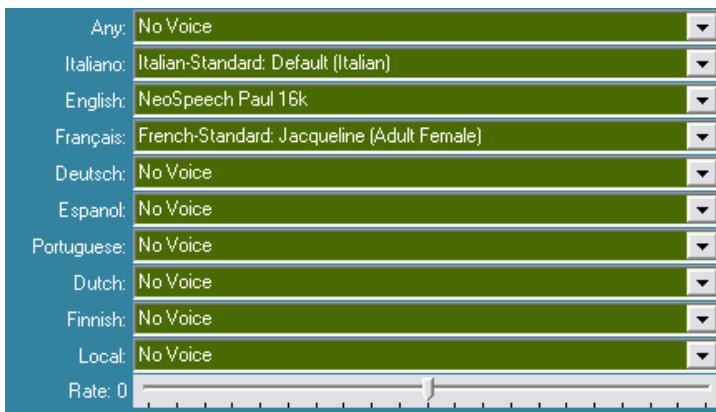 Any: No Voice
Italiano: Italian-Standard: Default (Italian)
English: NeoSpeech Paul 16k
Français: French-Standard: Jacqueline (Adult Female)
Deutsch: No Voice
Espanol: No Voice
Portuguese: No Voice
Dutch: No Voice
Finnish: No Voice
Local: No Voice
Rate: 0